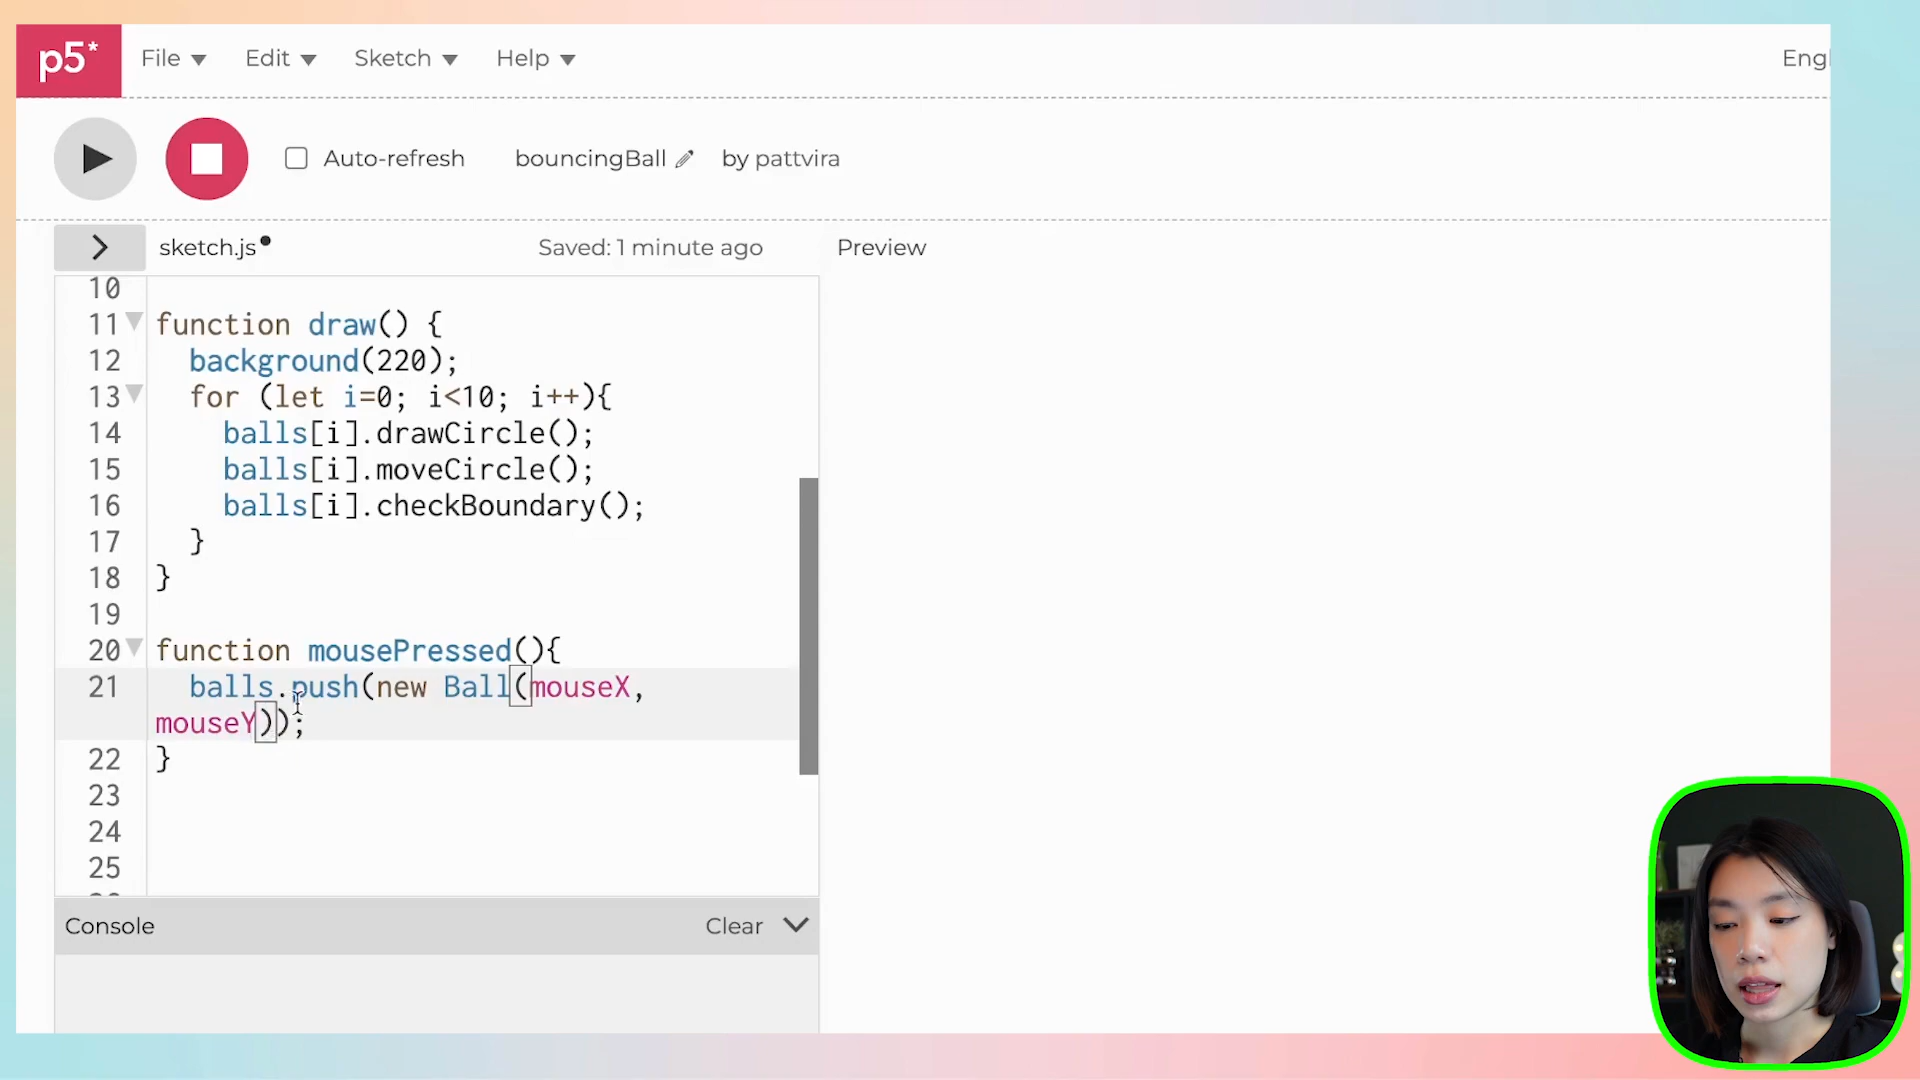 p5*
File
Edit
Sketch
Help
Engl
Auto-refresh
bouncingBall
by pattvira
sketch.js
Saved: 1 minute ago
Preview
10
11 function draw() {
12 background(220);
13 for (let i=0; i<10; i++){
14 balls[i].drawCircle();
15 balls[i].moveCircle();
16 balls[i].checkBoundary();
17 }
18 }
19
20 function mousePressed(){
21 balls.push(new Ball(mouseX,
mouseY));
22 }
23
24
25
Console
Clear